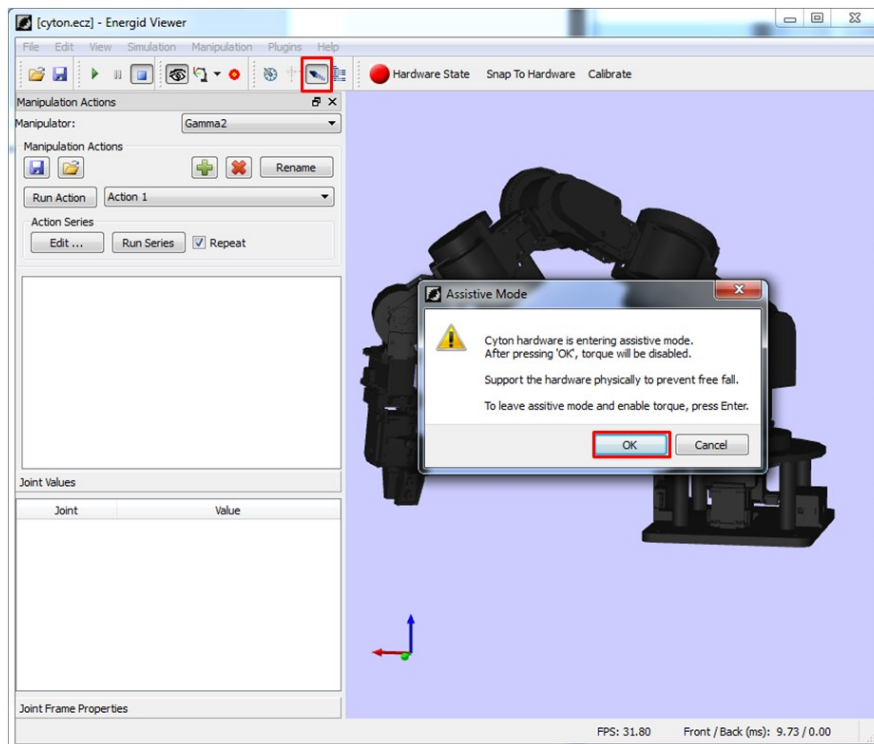 [cyton.ecz] - Energid Viewer
File Edit View Simulation Manipulation Plugins Help
Hardware State Snap To Hardware Calibrate
Manipulation Actions
Manipulator: Gamma2
Manipulation Actions
Rename
Run Action Action 1
Action Series
Edit ... Run Series Repeat
Assistive Mode
Cyton hardware is entering assistive mode.
After pressing 'OK', torque will be disabled.
Support the hardware physically to prevent free fall.
To leave assitive mode and enable torque, press Enter.
OK Cancel
Joint Values
Joint Value
Joint Frame Properties
FPS: 31.80 Front / Back (ms): 9.73 / 0.00